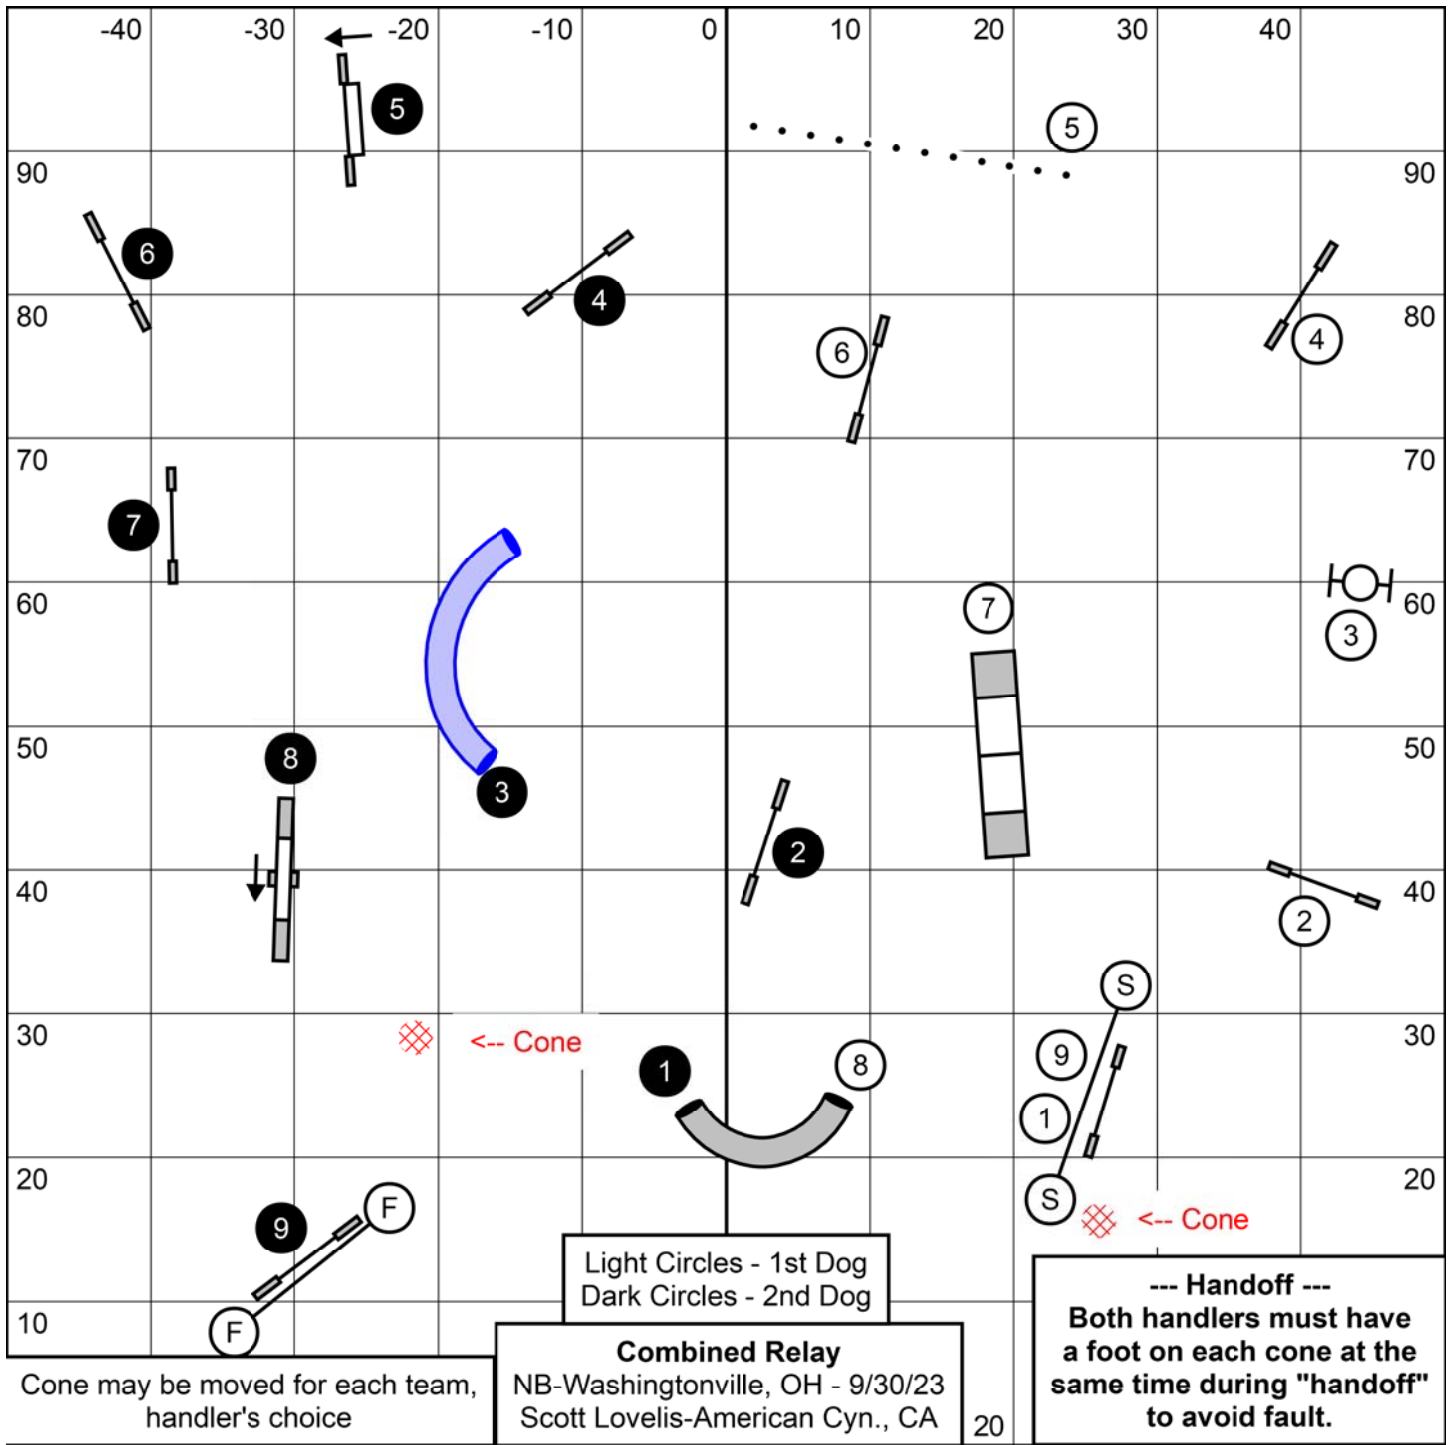 -40 -30 -20 -10 0 10 20 30 40
5
5
90 90
6
4
80 80
6
4
70 70
7
60 60
7
3
50 50
8
3
2
40 40
2
S
30 30
<-- Cone
9
1 8
1
20 20
S
<-- Cone
9 F
Light Circles - 1st Dog
Dark Circles - 2nd Dog
--- Handoff ---
Both handlers must have
a foot on each cone at the
same time during "handoff"
to avoid fault.
10
F
Combined Relay
NB-Washingtonville, OH - 9/30/23
Scott Lovelis-American Cyn., CA
20
Cone may be moved for each team,
handler's choice